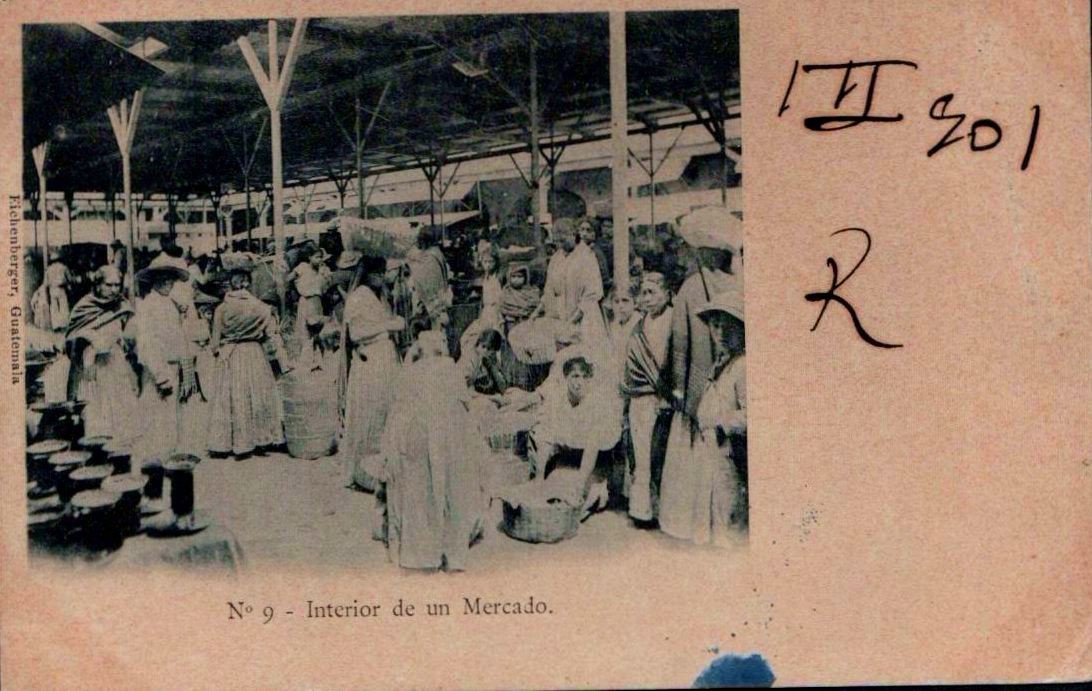 1 II 901
R
Eichenberger, Guatemala
Nº 9 - Interior de un Mercado.